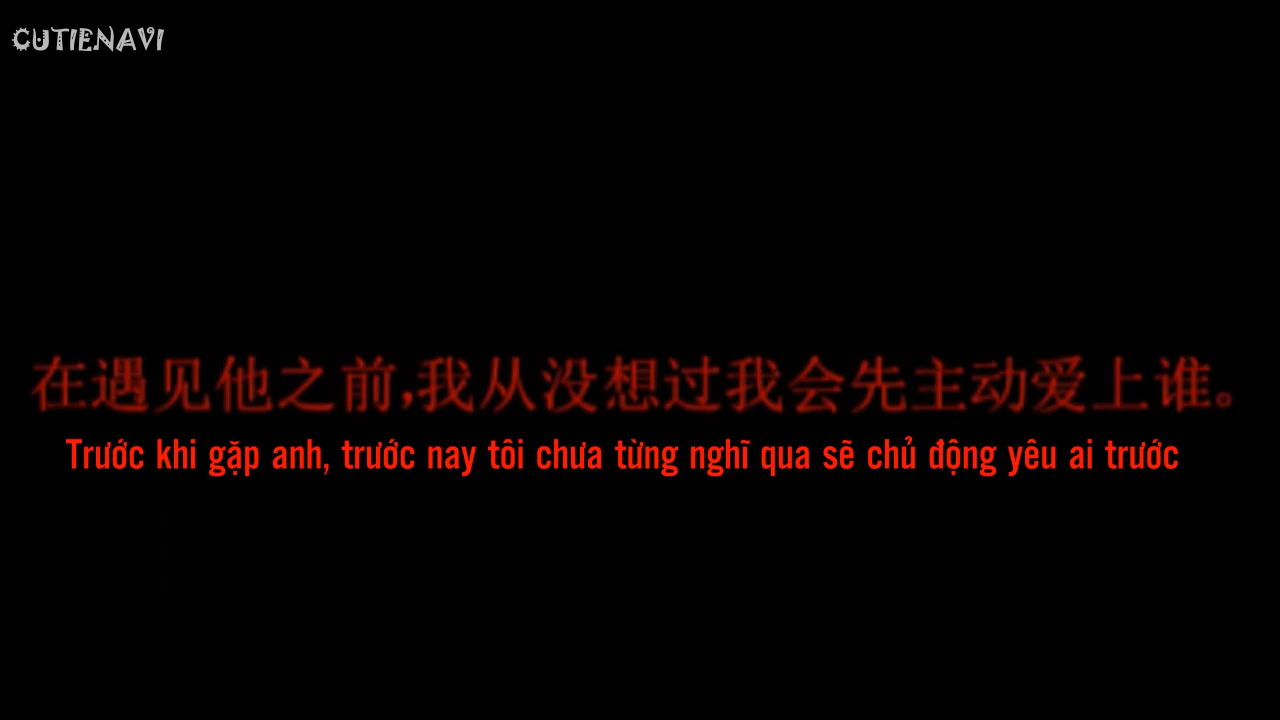 CUTIENAVI
在遇见他之前,我从没想过我会先主动爱上谁。
Trước khi gặp anh, trước nay tôi chưa từng nghĩ qua sẽ chủ động yêu ai trước